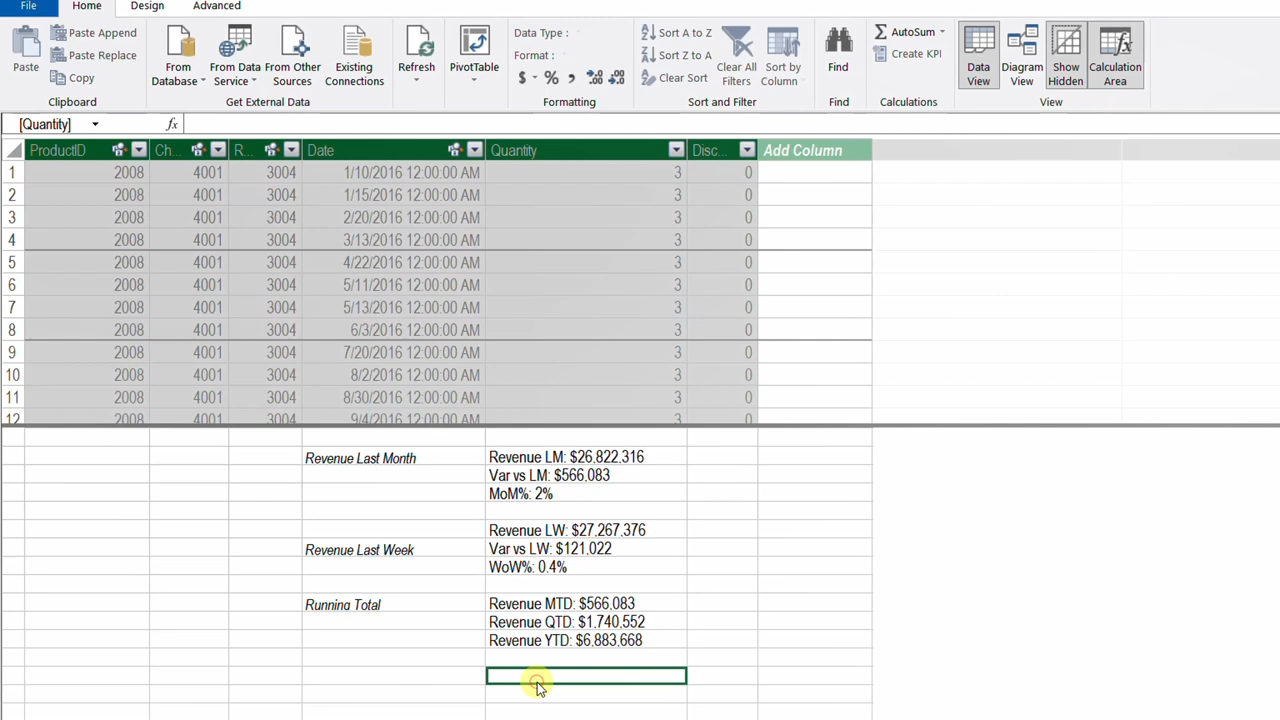 File Home Design Advanced
Paste
Paste Append
Paste Replace
Copy
Clipboard
From Database
From Data Service
From Other Sources
Existing Connections
Get External Data
Refresh
PivotTable
Data Type :
Format :
$ % ,
Formatting
Sort A to Z
Sort Z to A
Clear Sort
Clear All Filters
Sort by Column
Sort and Filter
Find
Find
AutoSum
Create KPI
Calculations
Data View
Diagram View
Show Hidden
Calculation Area
View
[Quantity] fx
ProductID Ch... R... Date Quantity Disc... Add Column
1 2008 4001 3004 1/10/2016 12:00:00 AM 3 0
2 2008 4001 3004 1/15/2016 12:00:00 AM 3 0
3 2008 4001 3004 2/20/2016 12:00:00 AM 3 0
4 2008 4001 3004 3/13/2016 12:00:00 AM 3 0
5 2008 4001 3004 4/22/2016 12:00:00 AM 3 0
6 2008 4001 3004 5/11/2016 12:00:00 AM 3 0
7 2008 4001 3004 5/13/2016 12:00:00 AM 3 0
8 2008 4001 3004 6/3/2016 12:00:00 AM 3 0
9 2008 4001 3004 7/20/2016 12:00:00 AM 3 0
10 2008 4001 3004 8/2/2016 12:00:00 AM 3 0
11 2008 4001 3004 8/30/2016 12:00:00 AM 3 0
12 2008 4001 3004 9/4/2016 12:00:00 AM 3 0
Revenue Last Month Revenue LM: $26,822,316
Var vs LM: $566,083
MoM%: 2%
Revenue LW: $27,267,376
Revenue Last Week Var vs LW: $121,022
WoW%: 0.4%
Running Total Revenue MTD: $566,083
Revenue QTD: $1,740,552
Revenue YTD: $6,883,668